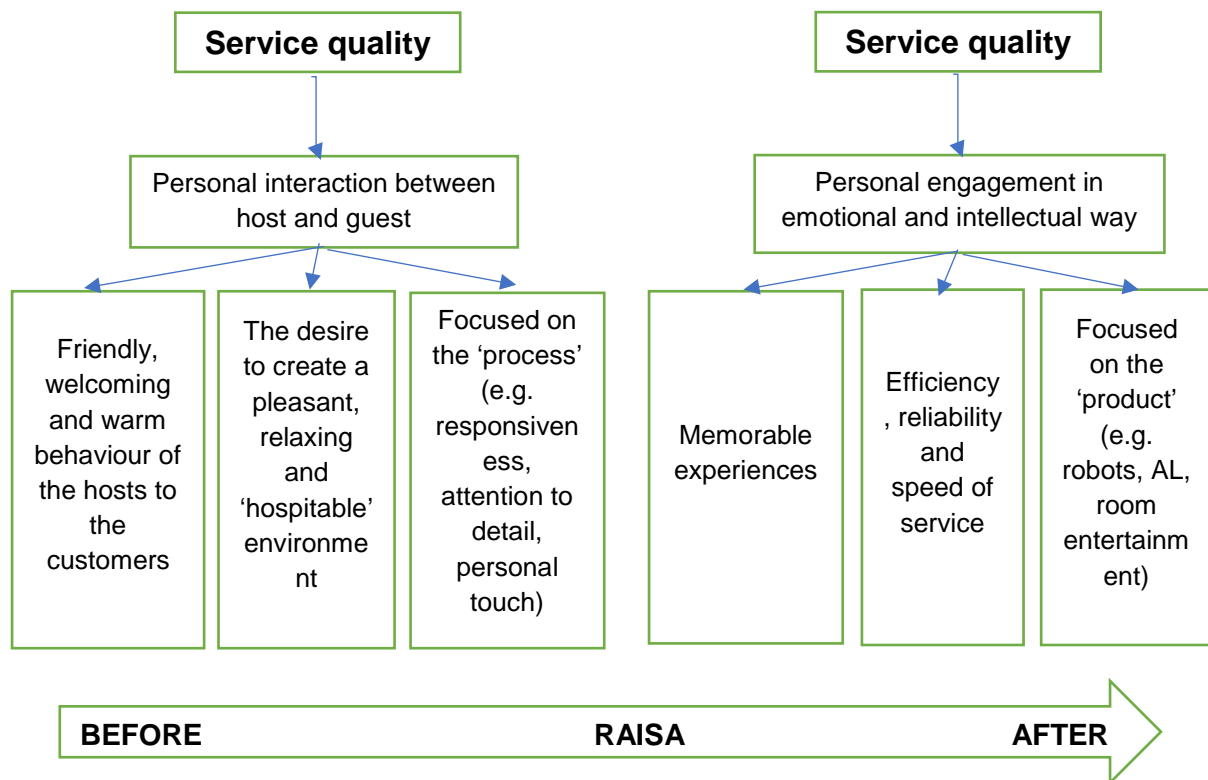 Service quality
Personal interaction between
host and guest
Friendly,
welcoming
and warm
behaviour of
the hosts to
the
customers
The desire
to create a
pleasant,
relaxing
and
‘hospitable’
environme
nt
Focused on
the ‘process’
(e.g.
responsiven
ess,
attention to
detail,
personal
touch)
Service quality
Personal engagement in
emotional and intellectual way
Memorable
experiences
Efficiency
, reliability
and
speed of
service
Focused
on the
‘product’
(e.g.
robots, AL,
room
entertainm
ent)
BEFORE RAISA AFTER